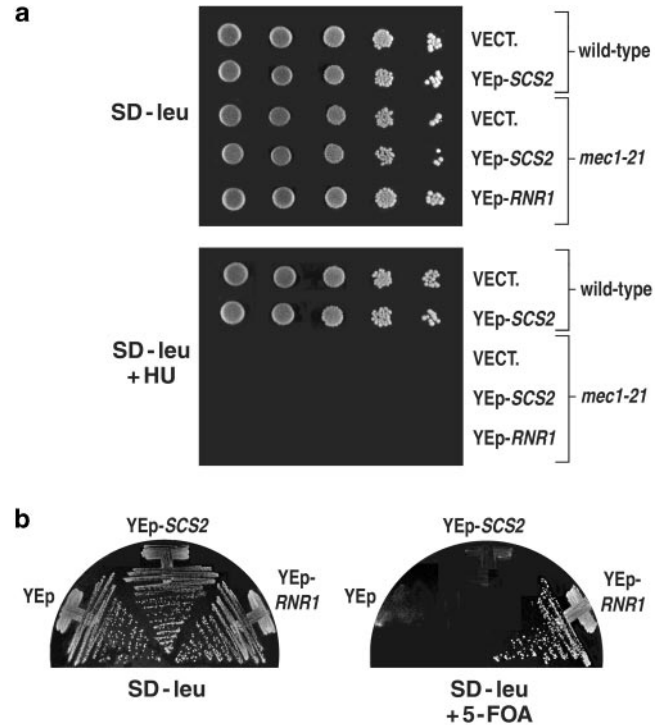 a
SD-leu
VECT.
YEp-SCS2
wild-type
VECT.
YEp-SCS2
YEp-RNR1
mec1-21
SD-leu
+HU
VECT.
YEp-SCS2
wild-type
VECT.
YEp-SCS2
YEp-RNR1
mec1-21
b
YEp-SCS2
YEp
YEp-
RNR1
SD-leu
YEp-SCS2
YEp
YEp-
RNR1
SD-leu
+5-FOA